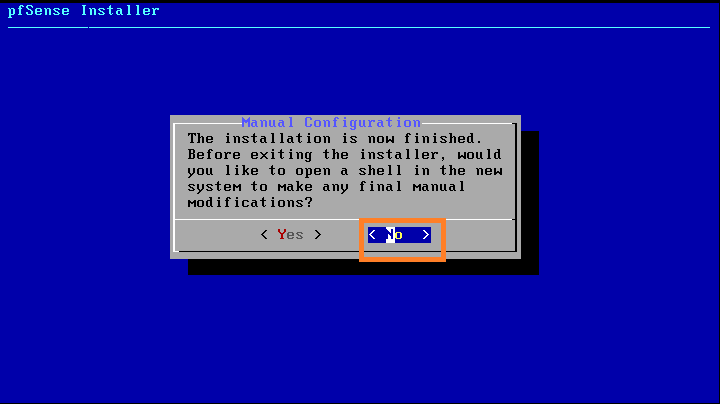 pfSense Installer
Manual Configuration
The installation is now finished.
Before exiting the installer, would
you like to open a shell in the new
system to make any final manual
modifications?
< Yes > < No >